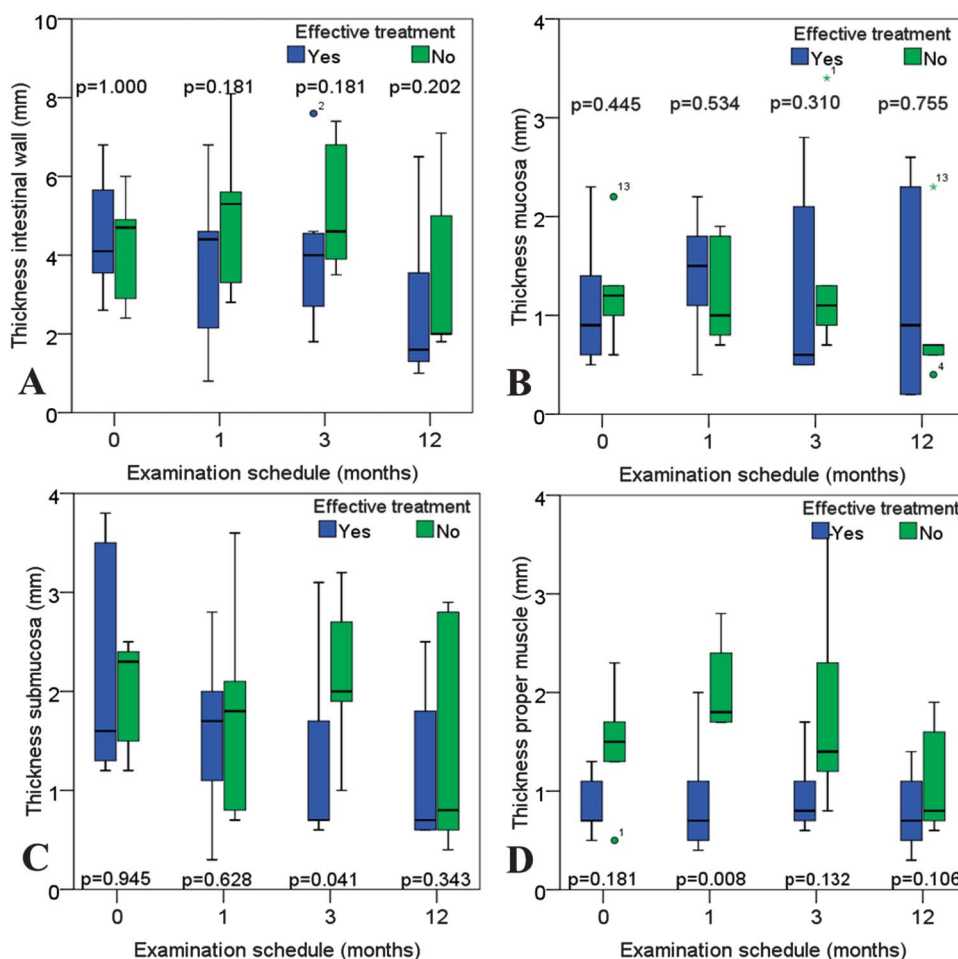 10
8
6
4
2
0
Thickness intestinal wall (mm)
Effective treatment
Yes No
p=1.000 p=0.181 p=0.181 p=0.202
2
A
0 1 3 12
Examination schedule (months)
4
3
2
1
0
Thickness mucosa (mm)
Effective treatment
Yes No
1
p=0.445 p=0.534 p=0.310 p=0.755
13 13
4
B
0 1 3 12
Examination schedule (months)
4
3
2
1
0
Thickness submucosa (mm)
Effective treatment
Yes No
C
p=0.945 p=0.628 p=0.041 p=0.343
0 1 3 12
Examination schedule (months)
4
3
2
1
0
Thickness proper muscle (mm)
Effective treatment
Yes No
1
D
p=0.181 p=0.008 p=0.132 p=0.106
0 1 3 12
Examination schedule (months)